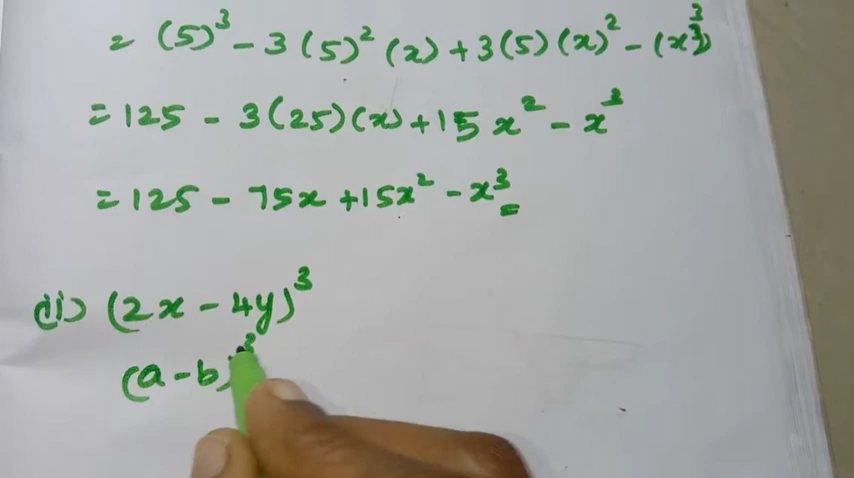 = (5)³ - 3(5)² (x) + 3(5)(x)² - (x³)
= 125 - 3(25)(x) + 15x² - x³
= 125 - 75x + 15x² - x³
(ii) (2x - 4y)³
(a - b)³